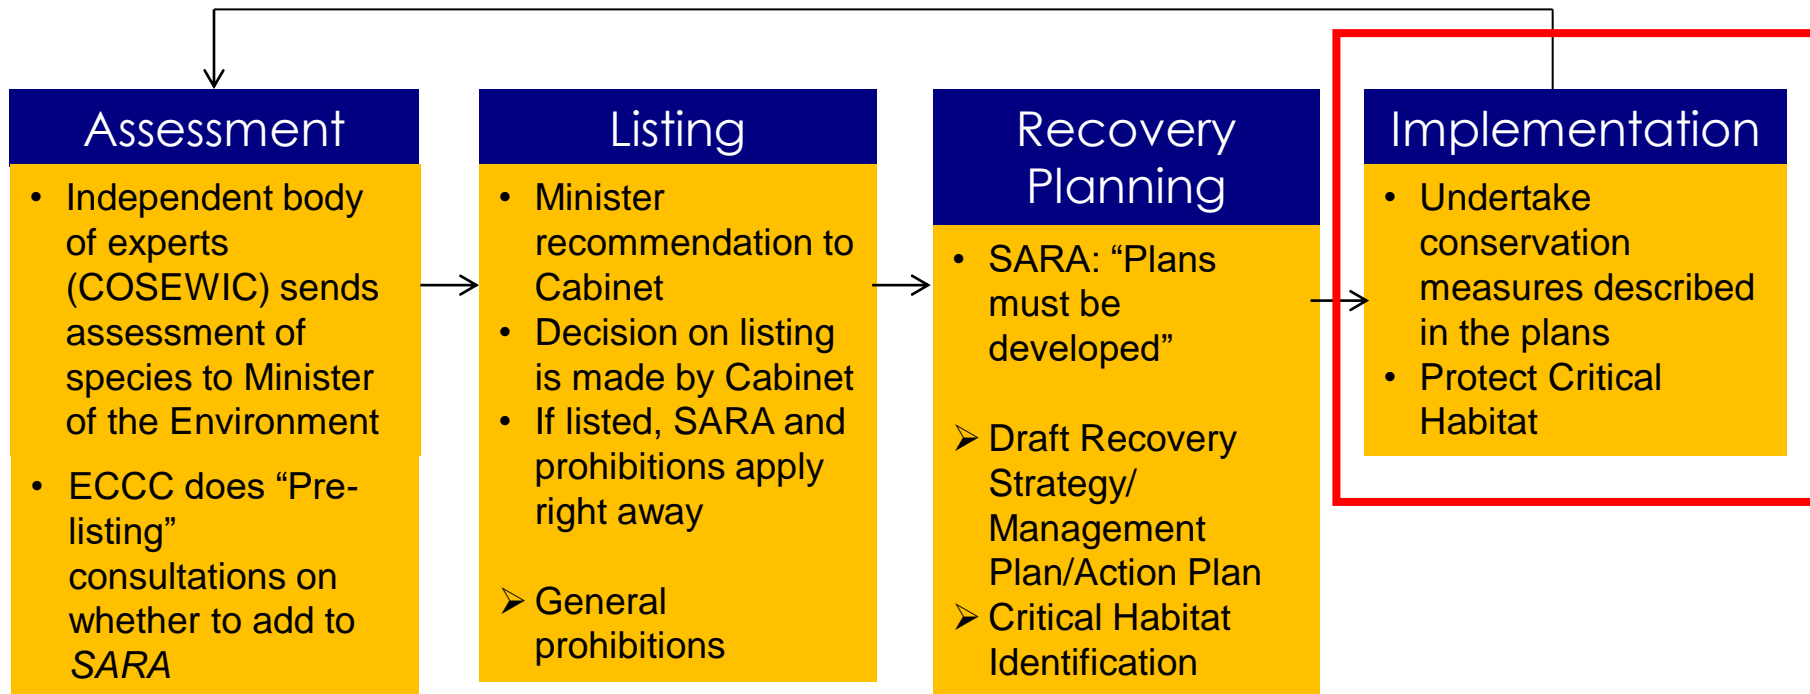 Assessment
• Independent body
of experts
(COSEWIC) sends
assessment of
species to Minister
of the Environment
• ECCC does “Pre-
listing”
consultations on
whether to add to
SARA
Listing
• Minister
recommendation to
Cabinet
• Decision on listing
is made by Cabinet
• If listed, SARA and
prohibitions apply
right away
➢ General
prohibitions
Recovery
Planning
• SARA: “Plans
must be
developed”
➢ Draft Recovery
Strategy/
Management
Plan/Action Plan
➢ Critical Habitat
Identification
Implementation
• Undertake
conservation
measures described
in the plans
• Protect Critical
Habitat